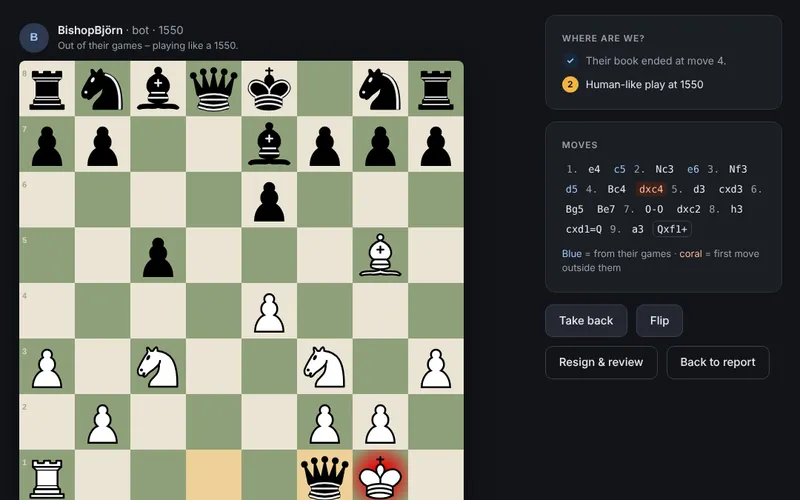 B
BishopBjörn · bot · 1550
Out of their games – playing like a 1550.
8
7
6
5
4
3
2
1
WHERE ARE WE?
Their book ended at move 4.
2 Human-like play at 1550
MOVES
1. e4 c5 2. Nc3 e6 3. Nf3
d5 4. Bc4 dxc4 5. d3 cxd3 6.
Bg5 Be7 7. O-O dxc2 8. h3
cxd1=Q 9. a3 Qxf1+
Blue = from their games · coral = first move
outside them
Take back Flip
Resign & review Back to report